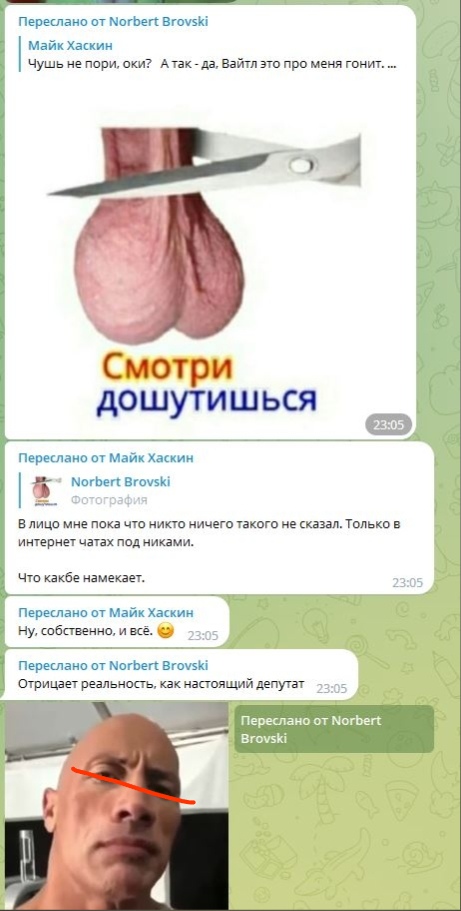 Переслано от Norbert Brovski
Майк Хаскин
Чушь не пори, оки? А так - да, Вайтл это про меня гонит. ...
Смотри
дошутишься
23:05
Переслано от Майк Хаскин
Norbert Brovski
Фотография
В лицо мне пока что никто ничего такого не сказал. Только в
интернет чатах под никами.
Что какбе намекает.
23:05
Переслано от Майк Хаскин
Ну, собственно, и всё. 😊 23:05
Переслано от Norbert Brovski
Отрицает реальность, как настоящий депутат 23:05
Переслано от Norbert
Brovski